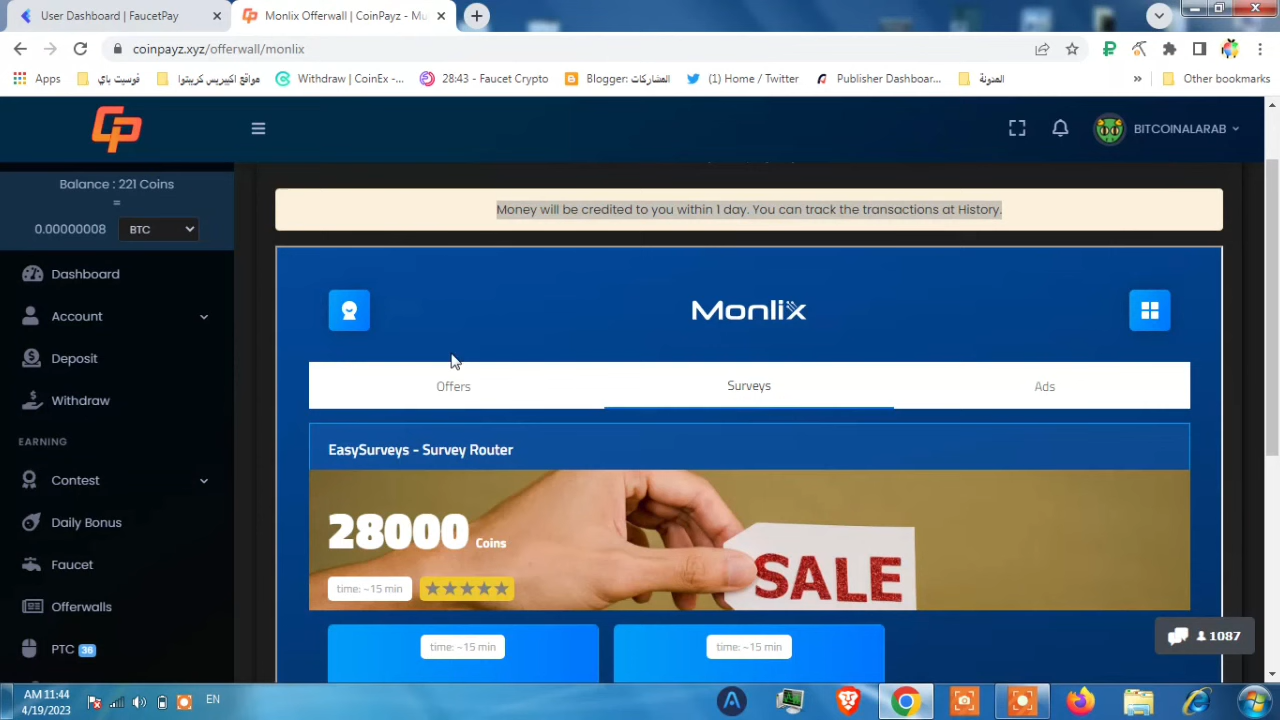 User Dashboard | FaucetPay
Monlix Offerwall | CoinPayz - Mu
coinpayz.xyz/offerwall/monlix
Apps
فوسيت باي
مواقع اكبيريس كريبتوا
Withdraw | CoinEx -...
28:43 - Faucet Crypto
Blogger: المشاركات
(1) Home / Twitter
Publisher Dashboar...
المدونة
»
Other bookmarks
CP
BITCOINALARAB
Balance : 221 Coins
=
0.00000008 BTC
Money will be credited to you within 1 day. You can track the transactions at History.
Monlix
Dashboard
Account
Deposit
Withdraw
EARNING
Contest
Daily Bonus
Faucet
Offerwalls
PTC 36
Offers
Surveys
Ads
EasySurveys - Survey Router
28000 Coins
time: ~15 min
SALE
time: ~15 min
time: ~15 min
1087
AM 11:44
4/19/2023
EN